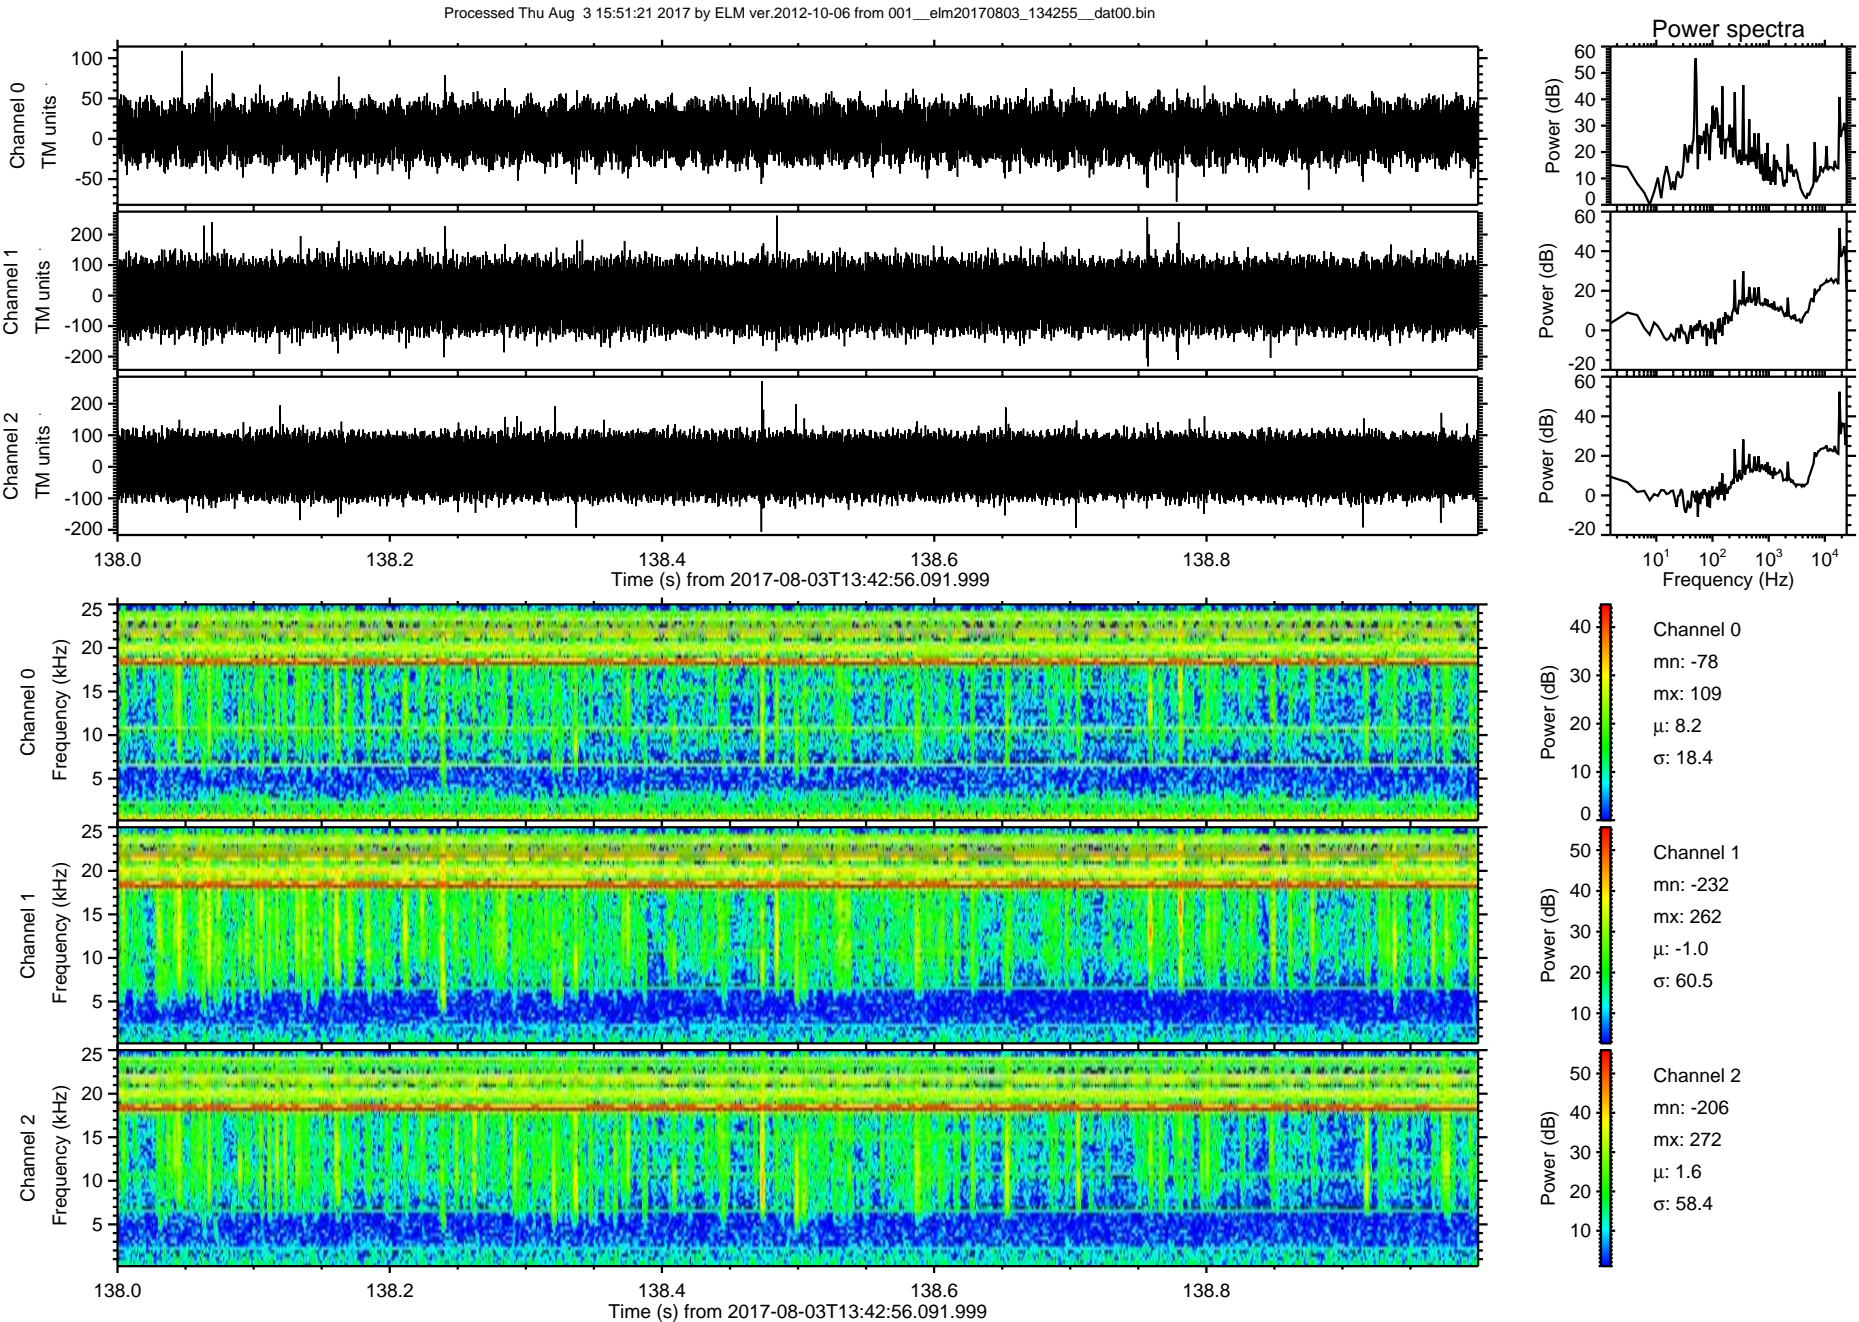 Processed Thu Aug  3 15:51:21 2017 by ELM ver.2012-10-06 from 001__elm20170803_134255__dat00.bin
Power spectra
Channel 0
TM units
100
50
0
-50
Power (dB)
60
50
40
30
20
10
0
Channel 1
TM units
200
100
0
-100
-200
Power (dB)
60
40
20
0
-20
Channel 2
TM units
200
100
0
-100
-200
Power (dB)
60
40
20
0
-20
138.0 138.2 138.4 138.6 138.8
Time (s) from 2017-08-03T13:42:56.091.999
10^1 10^2 10^3 10^4
Frequency (Hz)
Channel 0
Frequency (kHz)
25
20
15
10
5
Power (dB)
40
30
20
10
0
Channel 0
mn: -78
mx: 109
μ: 8.2
σ: 18.4
Channel 1
Frequency (kHz)
25
20
15
10
5
Power (dB)
50
40
30
20
10
Channel 1
mn: -232
mx: 262
μ: -1.0
σ: 60.5
Channel 2
Frequency (kHz)
25
20
15
10
5
Power (dB)
50
40
30
20
10
Channel 2
mn: -206
mx: 272
μ: 1.6
σ: 58.4
138.0 138.2 138.4 138.6 138.8
Time (s) from 2017-08-03T13:42:56.091.999